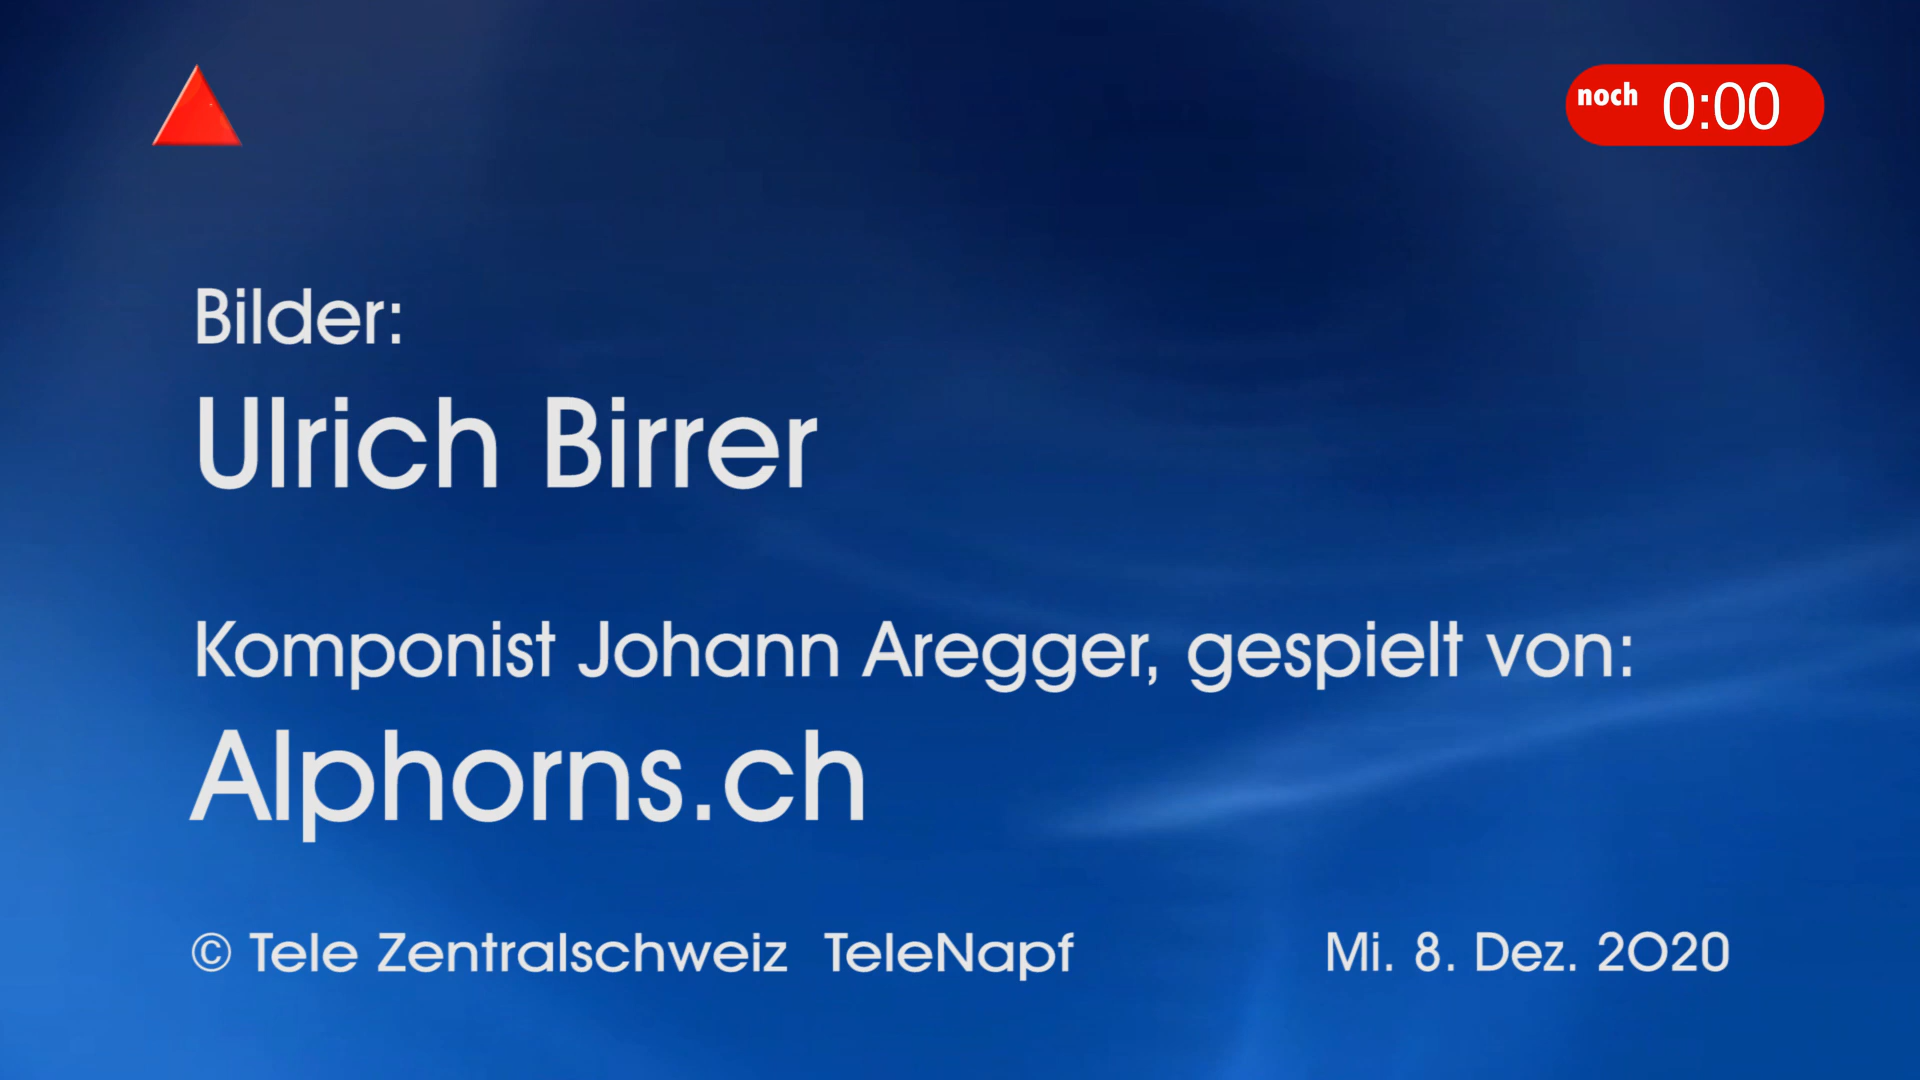 noch 0:00
Bilder:
Ulrich Birrer
Komponist Johann Aregger, gespielt von:
Alphorns.ch
© Tele Zentralschweiz TeleNapf
Mi. 8. Dez. 2020